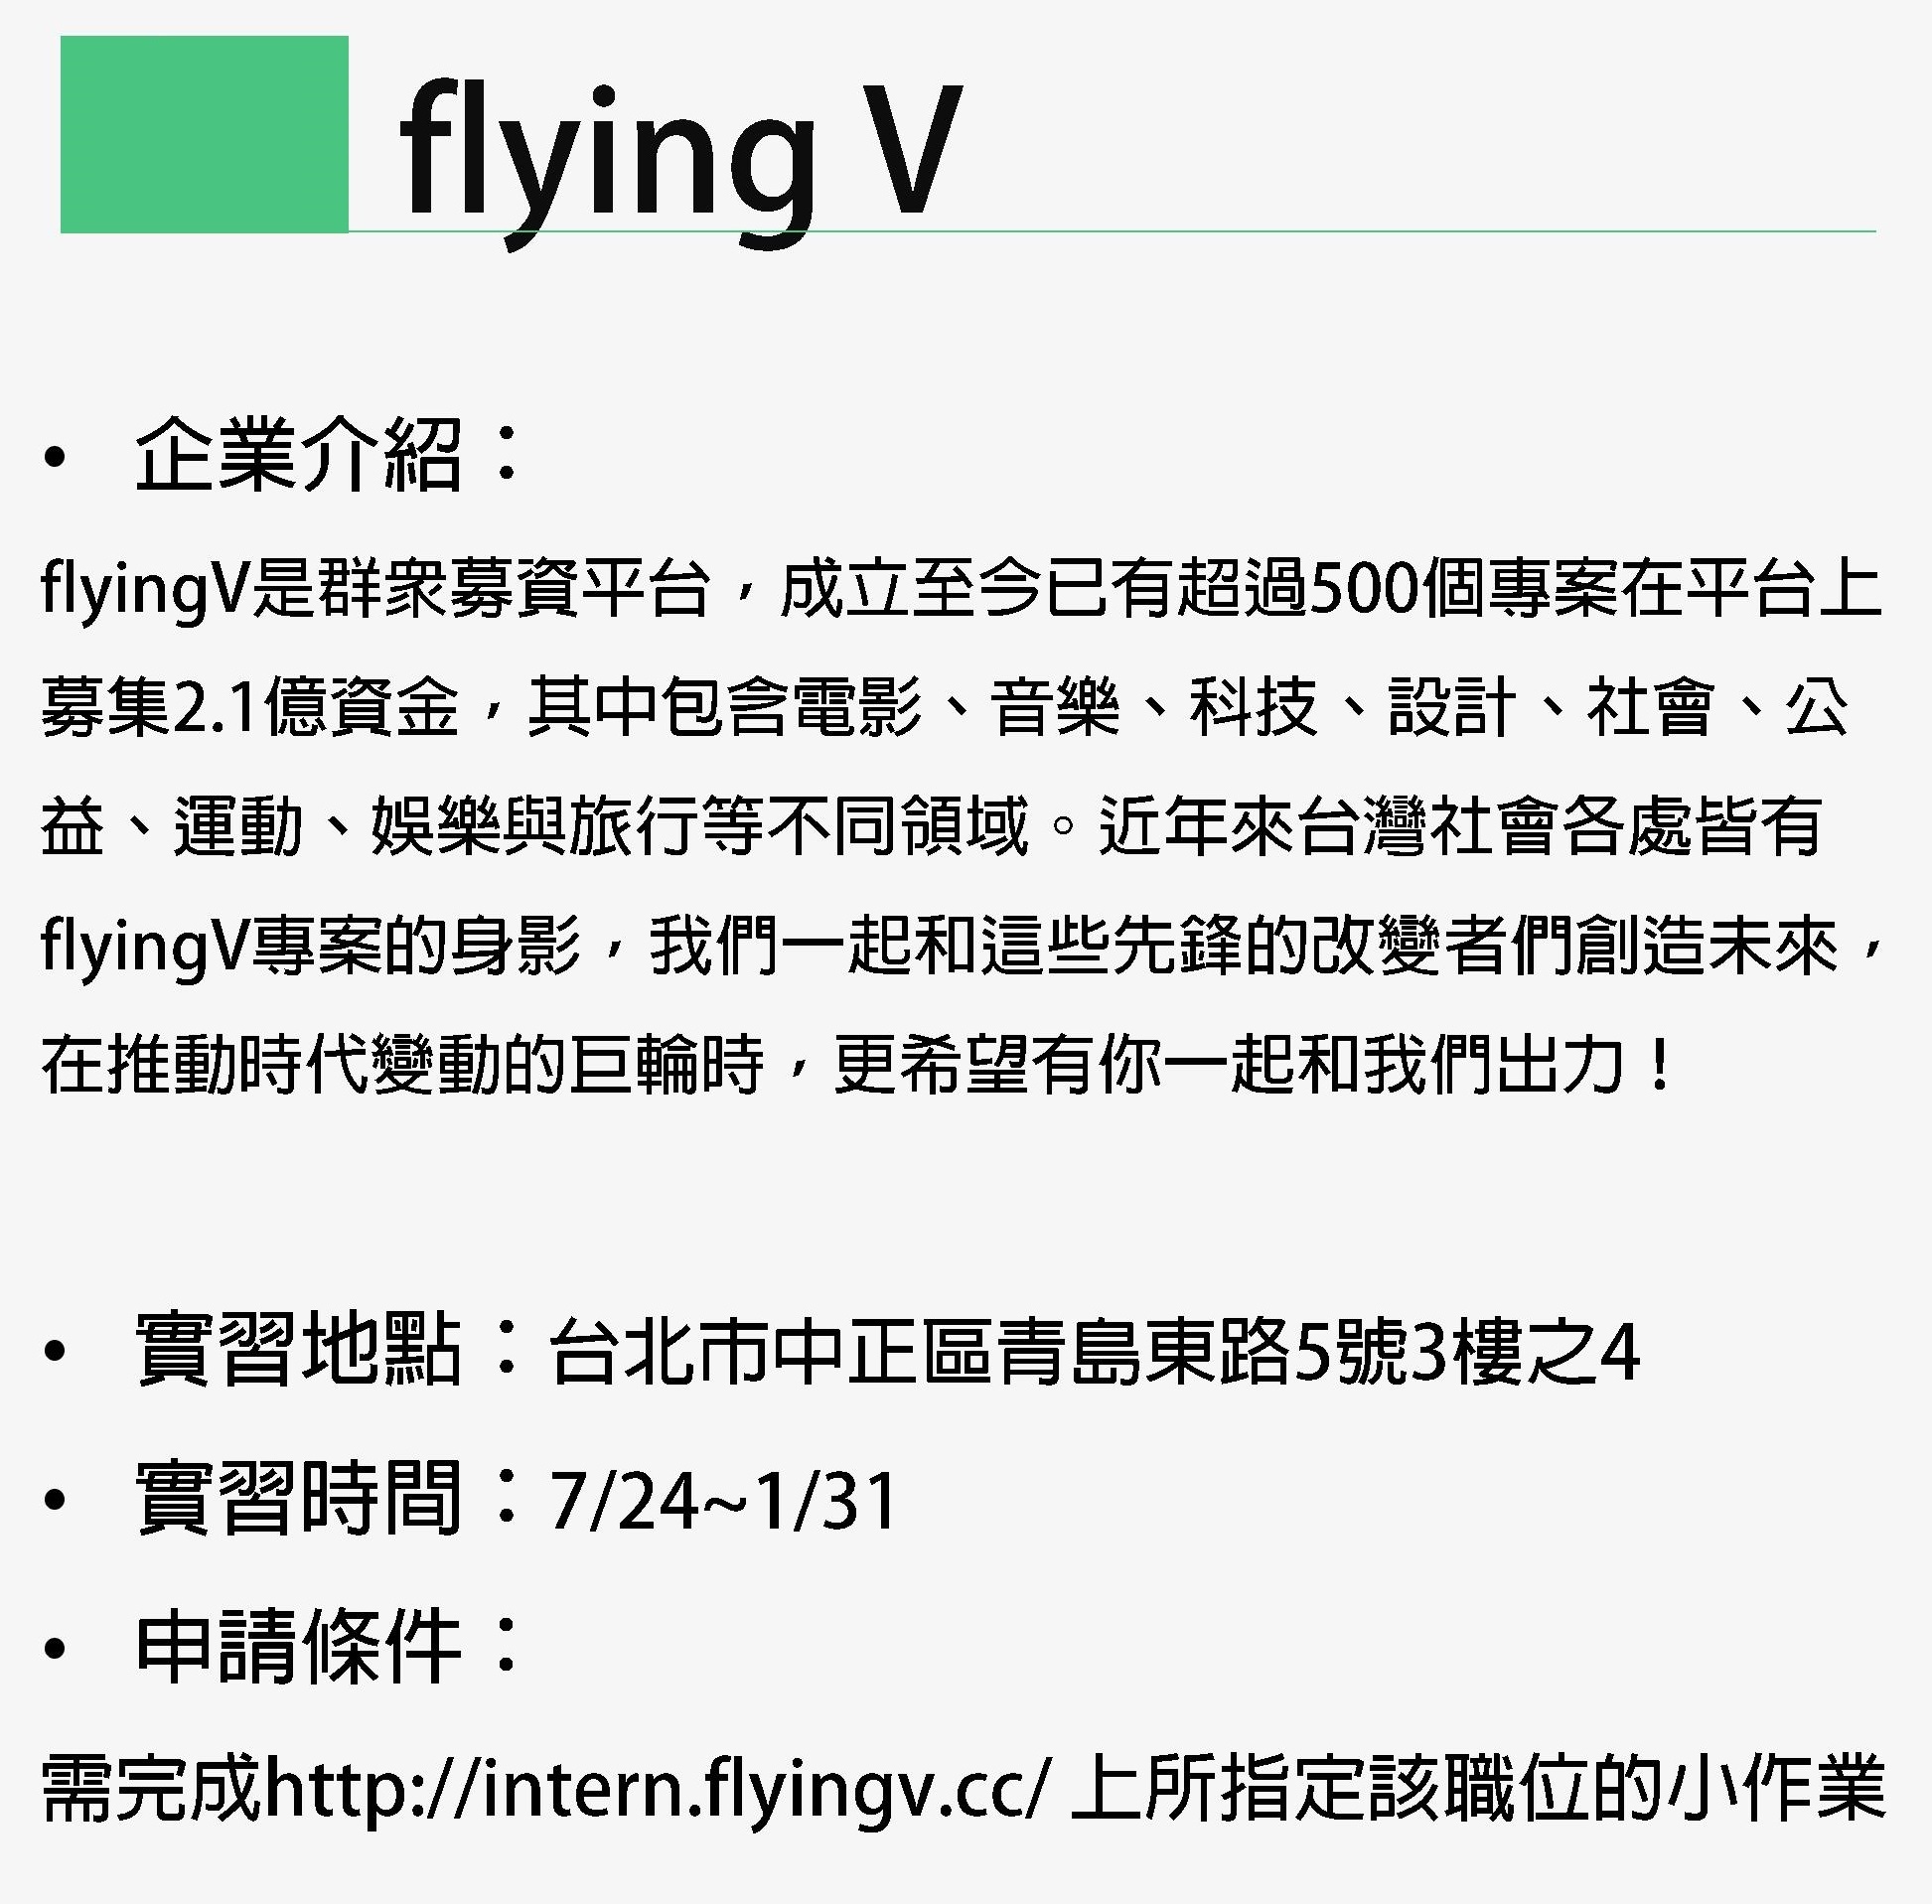 flying V
• 企業介紹：
flyingV是群眾募資平台，成立至今已有超過500個專案在平台上
募集2.1億資金，其中包含電影、音樂、科技、設計、社會、公
益、運動、娛樂與旅行等不同領域。近年來台灣社會各處皆有
flyingV專案的身影，我們一起和這些先鋒的改變者們創造未來，
在推動時代變動的巨輪時，更希望有你一起和我們出力！
• 實習地點：台北市中正區青島東路5號3樓之4
• 實習時間：7/24~1/31
• 申請條件：
需完成http://intern.flyingv.cc/ 上所指定該職位的小作業